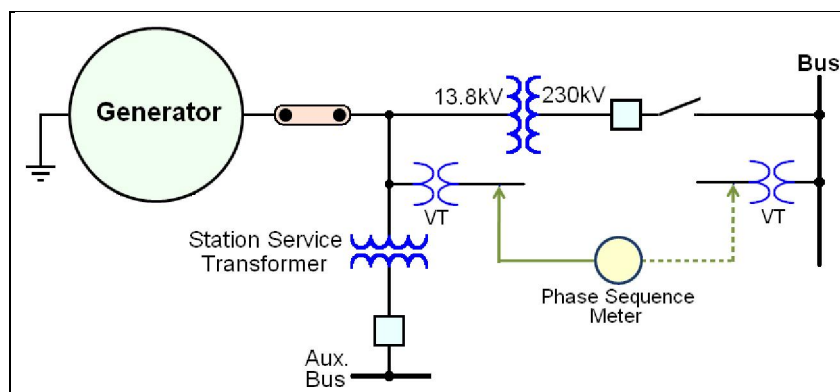 Bus
13.8kV
230kV
Generator
VT
VT
Station Service
Transformer
Phase Sequence
Meter
Aux.
Bus